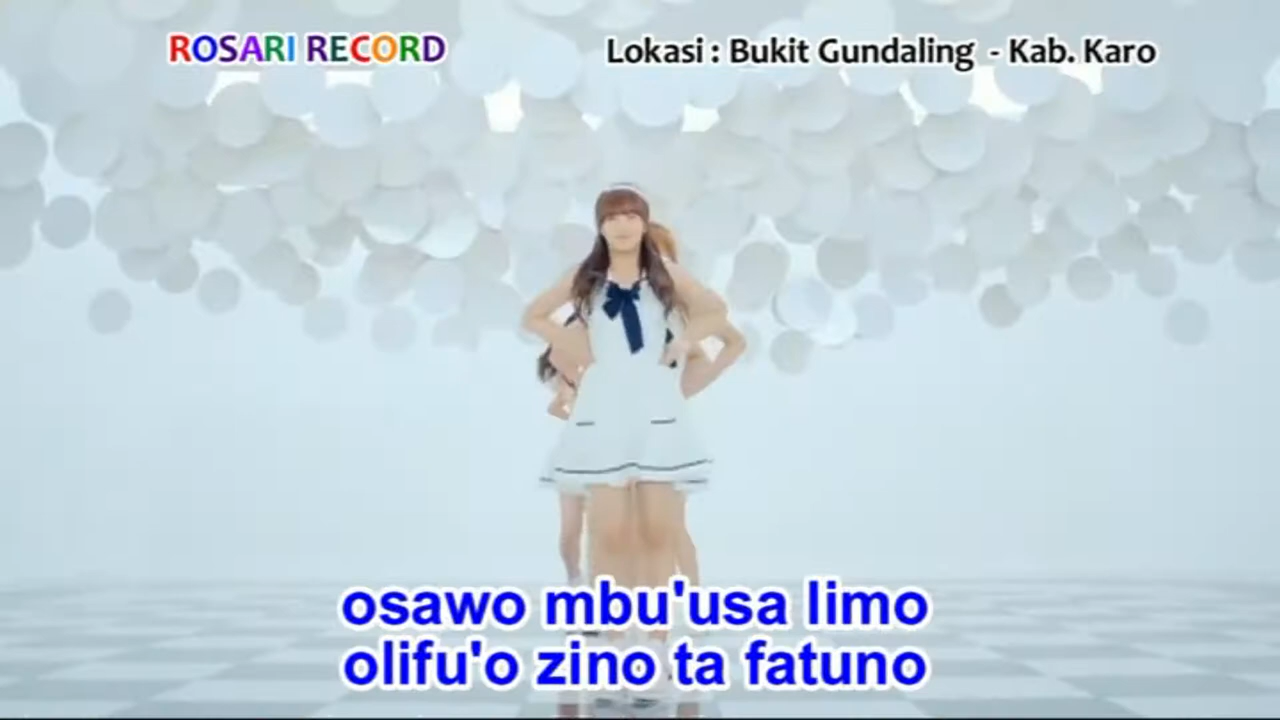 ROSARI RECORD
Lokasi : Bukit Gundaling - Kab. Karo
osawo mbu'usa limo
olifu'o zino ta fatuno